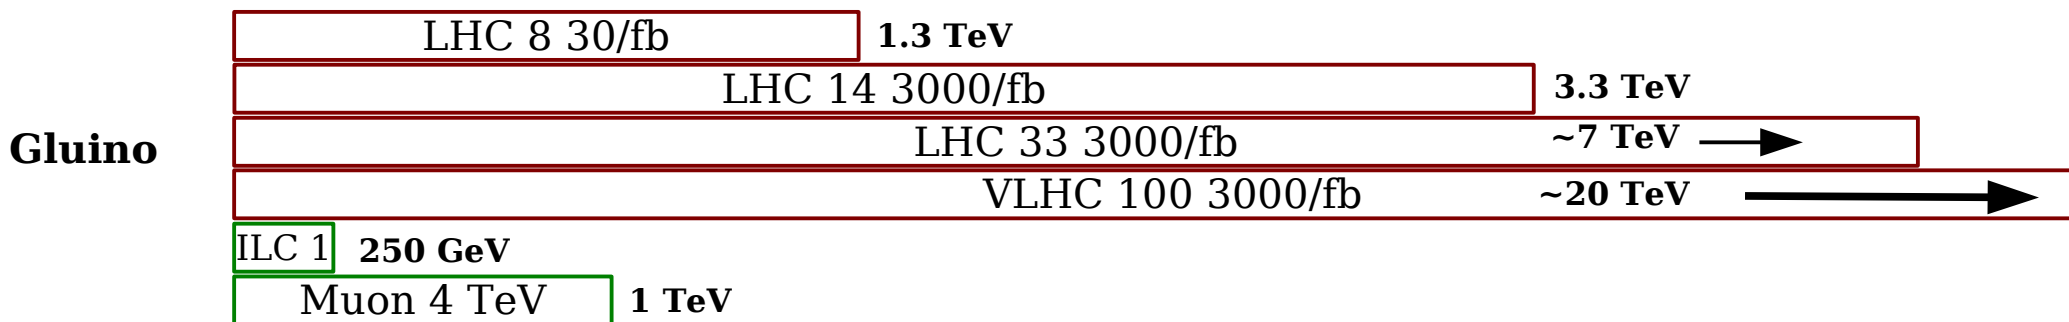 LHC 8 30/fb 1.3 TeV
LHC 14 3000/fb 3.3 TeV
Gluino
LHC 33 3000/fb ~7 TeV
VLHC 100 3000/fb ~20 TeV
ILC 1 250 GeV
Muon 4 TeV 1 TeV